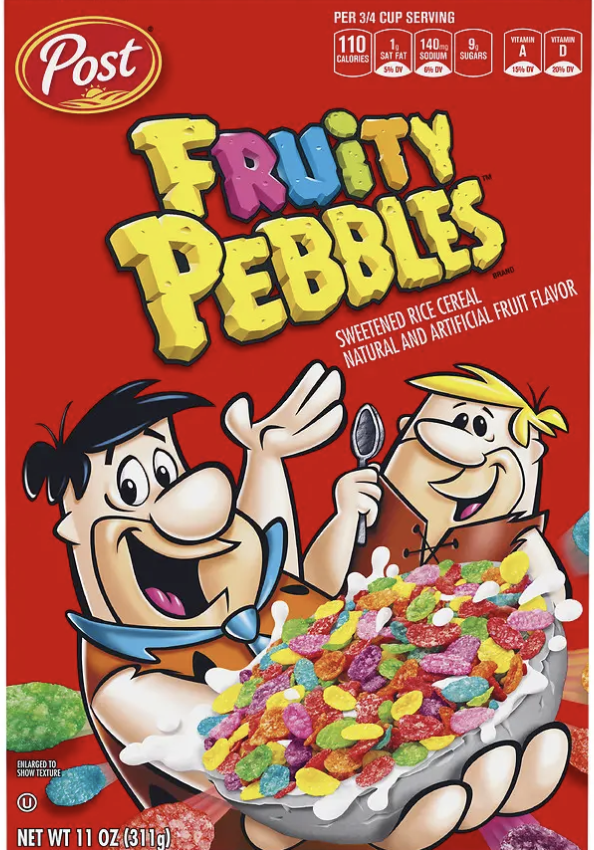 Post
PER 3/4 CUP SERVING
110 CALORIES
1g SAT FAT 5% DV
140mg SODIUM 6% DV
9g SUGARS
VITAMIN A 15% DV
VITAMIN D 20% DV
FRUiTY
PEBBLES™
BRAND
SWEETENED RICE CEREAL
NATURAL AND ARTIFICIAL FRUIT FLAVOR
ENLARGED TO
SHOW TEXTURE
U
NET WT 11 OZ (311g)